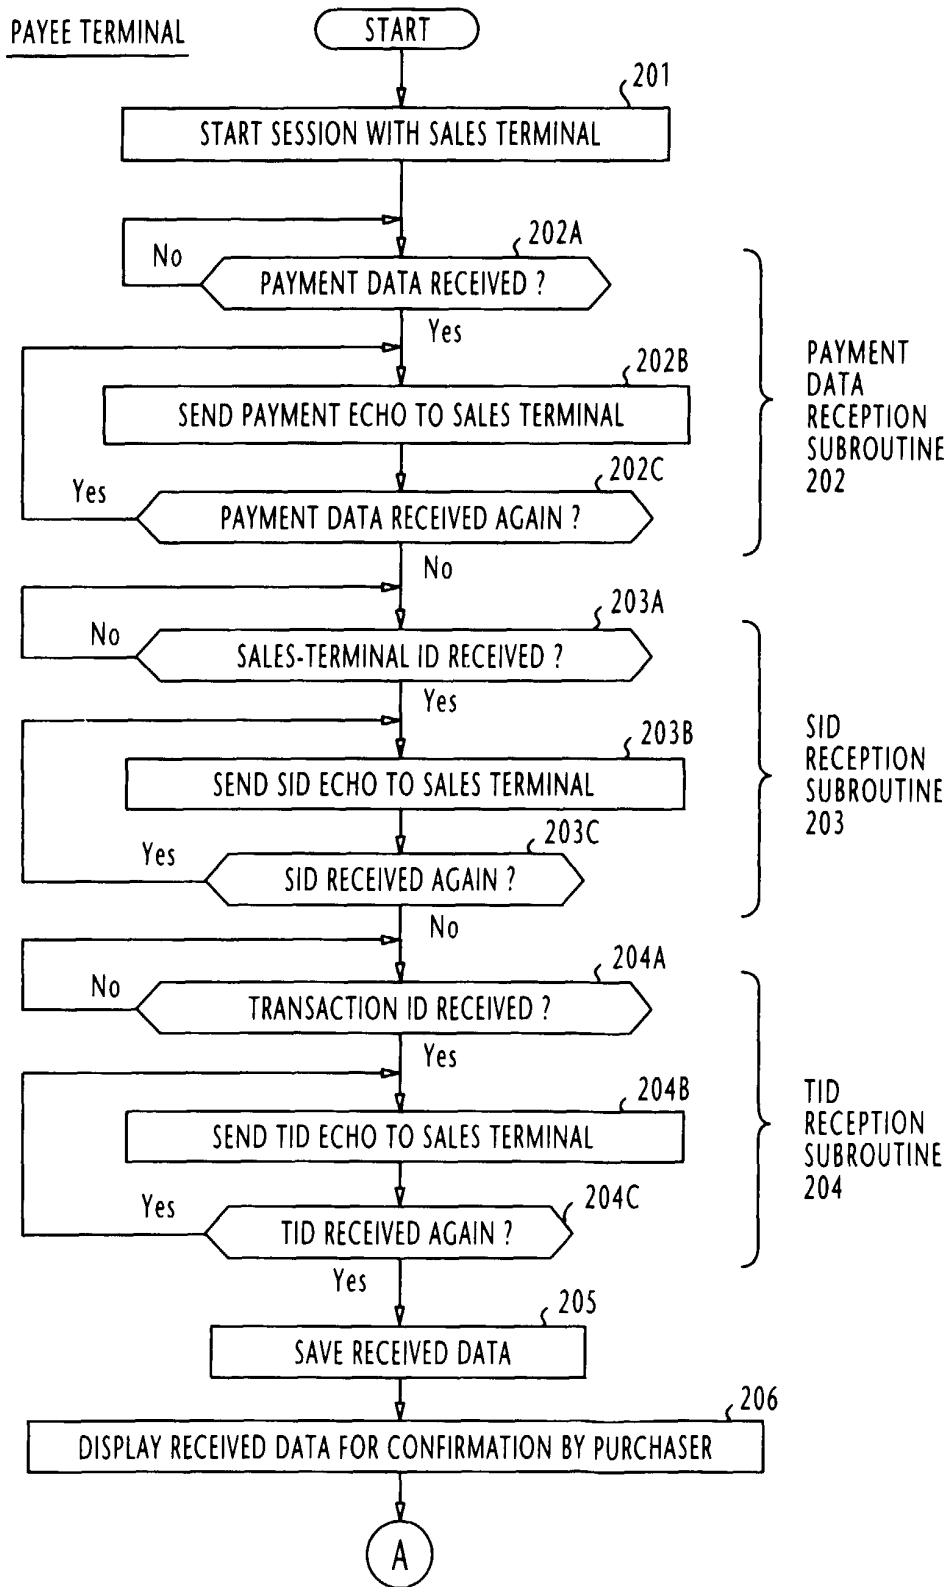 PAYEE TERMINAL
START
201
START SESSION WITH SALES TERMINAL
202A
No
PAYMENT DATA RECEIVED ?
Yes
202B
SEND PAYMENT ECHO TO SALES TERMINAL
202C
Yes
PAYMENT DATA RECEIVED AGAIN ?
No
PAYMENT
DATA
RECEPTION
SUBROUTINE
202
203A
No
SALES-TERMINAL ID RECEIVED ?
Yes
203B
SEND SID ECHO TO SALES TERMINAL
203C
Yes
SID RECEIVED AGAIN ?
No
SID
RECEPTION
SUBROUTINE
203
204A
No
TRANSACTION ID RECEIVED ?
Yes
204B
SEND TID ECHO TO SALES TERMINAL
204C
Yes
TID RECEIVED AGAIN ?
Yes
TID
RECEPTION
SUBROUTINE
204
205
SAVE RECEIVED DATA
206
DISPLAY RECEIVED DATA FOR CONFIRMATION BY PURCHASER
A